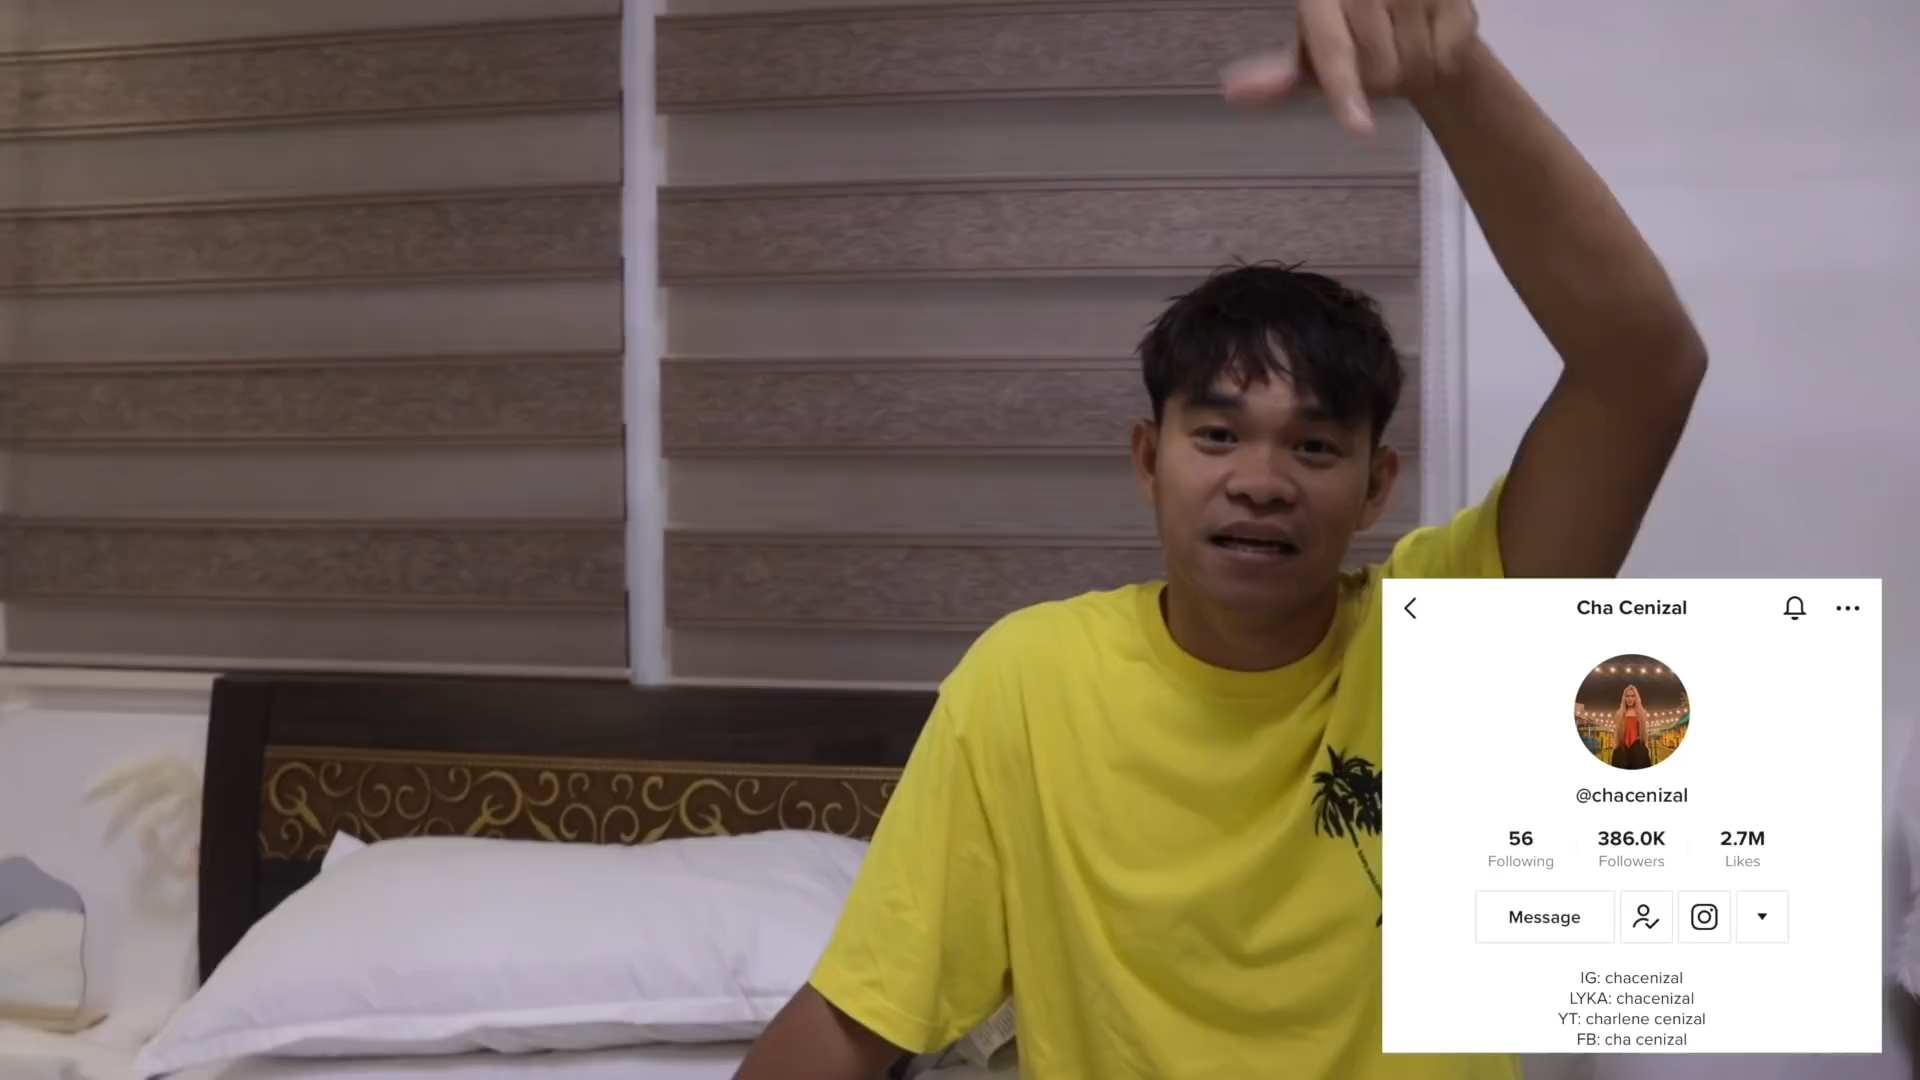 Cha Cenizal
@chacenizal
56 386.0K 2.7M
Following Followers Likes
Message
IG: chacenizal
LYKA: chacenizal
YT: charlene cenizal
FB: cha cenizal